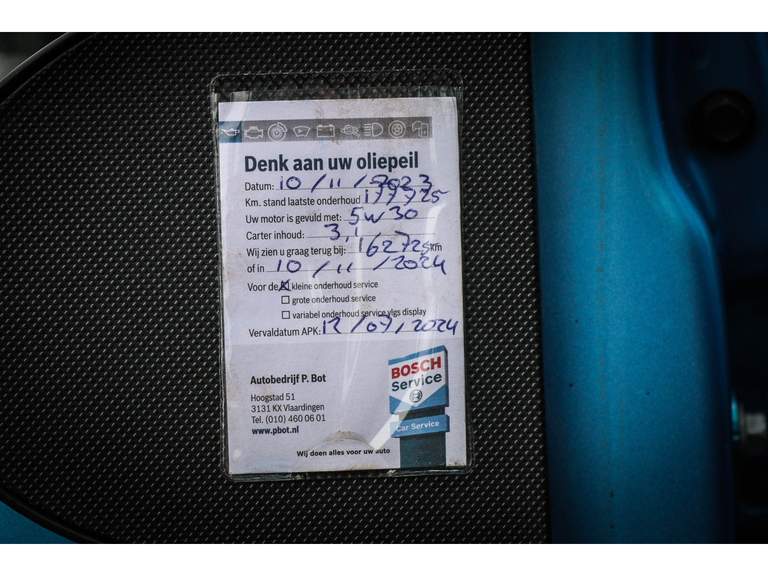 Denk aan uw oliepeil
Datum: 10/11/2023
Km. stand laatste onderhoud 177725
Uw motor is gevuld met: 5W30
Carter inhoud: 3,1
Wij zien u graag terug bij: 162725 km
of in 10/11/2024
Voor de: ☒ kleine onderhoud service
☐ grote onderhoud service
☐ variabel onderhoud service vlgs display
Vervaldatum APK: 12/07/2024
Autobedrijf P. Bot
Hoogstad 51
3131 KX Vlaardingen
Tel. (010) 460 06 01
www.pbot.nl
BOSCH
Service
Car Service
Wij doen alles voor uw auto